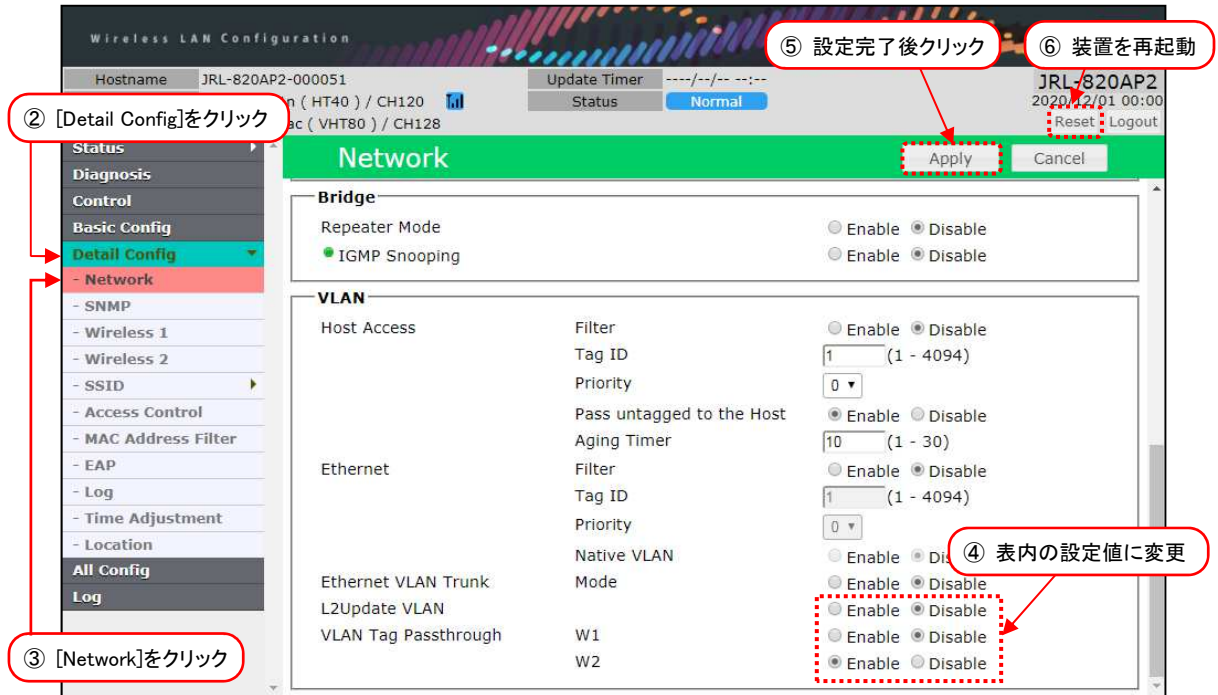 Wireless LAN Configuration
⑤ 設定完了後クリック
⑥ 装置を再起動
Hostname JRL-820AP2-000051 Update Timer ----/--/-- --:-- JRL-820AP2
n ( HT40 ) / CH120 Status Normal 2020/12/01 00:00
② [Detail Config]をクリック
ac ( VHT80 ) / CH128 Reset Logout
Status
Network Apply Cancel
Diagnosis
Control
Basic Config
Detail Config
- Network
- SNMP
- Wireless 1
- Wireless 2
- SSID
- Access Control
- MAC Address Filter
- EAP
- Log
- Time Adjustment
- Location
All Config
Log
③ [Network]をクリック
Bridge
Repeater Mode Enable Disable
IGMP Snooping Enable Disable
VLAN
Host Access Filter Enable Disable
Tag ID 1 (1 - 4094)
Priority 0
Pass untagged to the Host Enable Disable
Aging Timer 10 (1 - 30)
Ethernet Filter Enable Disable
Tag ID 1 (1 - 4094)
Priority 0
Native VLAN Enable Dis
④ 表内の設定値に変更
Ethernet VLAN Trunk Mode Enable Disable
L2Update VLAN Enable Disable
VLAN Tag Passthrough W1 Enable Disable
W2 Enable Disable